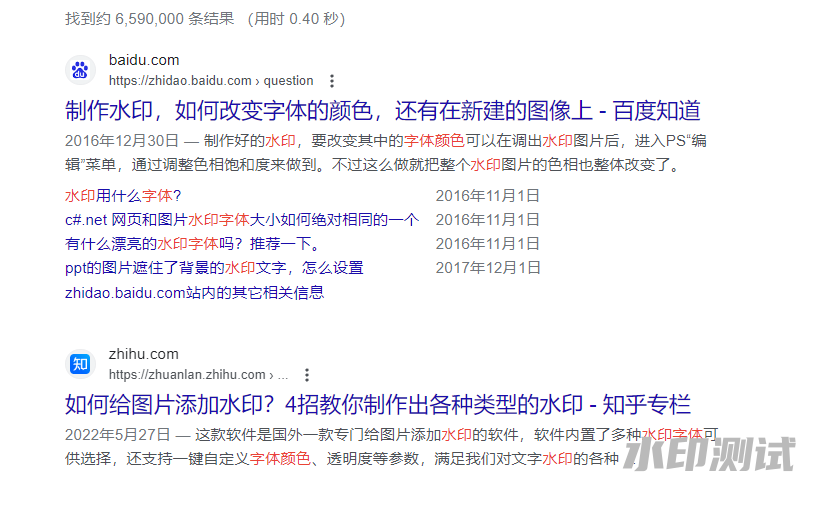 找到约 6,590,000 条结果 （用时 0.40 秒）
baidu.com
https://zhidao.baidu.com › question
制作水印，如何改变字体的颜色，还有在新建的图像上 - 百度知道
2016年12月30日 — 制作好的水印，要改变其中的字体颜色可以在调出水印图片后，进入PS“编
辑”菜单，通过调整色相饱和度来做到。不过这么做就把整个水印图片的色相也整体改变了。
水印用什么字体? 2016年11月1日
c#.net 网页和图片水印字体大小如何绝对相同的一个 2016年11月1日
有什么漂亮的水印字体吗？推荐一下。 2016年11月1日
ppt的图片遮住了背景的水印文字，怎么设置 2017年12月1日
zhidao.baidu.com站内的其它相关信息
知
zhihu.com
https://zhuanlan.zhihu.com › ...
如何给图片添加水印？4招教你制作出各种类型的水印 - 知乎专栏
2022年5月27日 — 这款软件是国外一款专门给图片添加水印的软件，软件内置了多种水印字体可
供选择，还支持一键自定义字体颜色、透明度等参数，满足我们对文字水印的各种 ...
水印测试